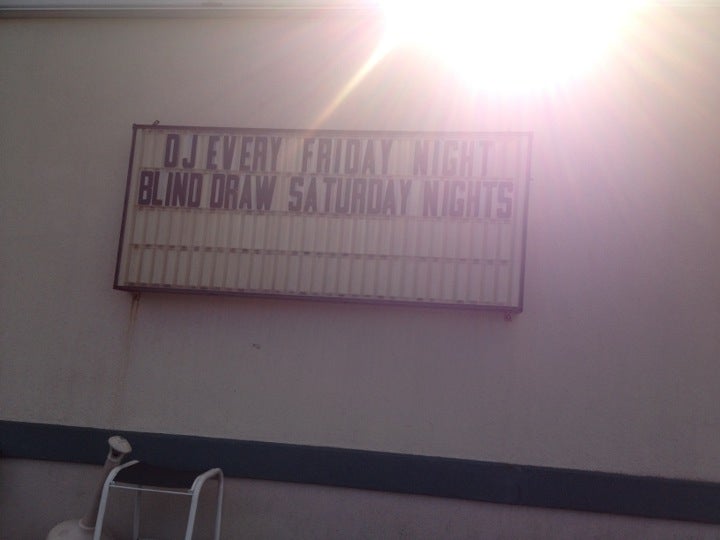 DJ EVERY FRIDAY NIGHT
BLIND DRAW SATURDAY NIGHTS